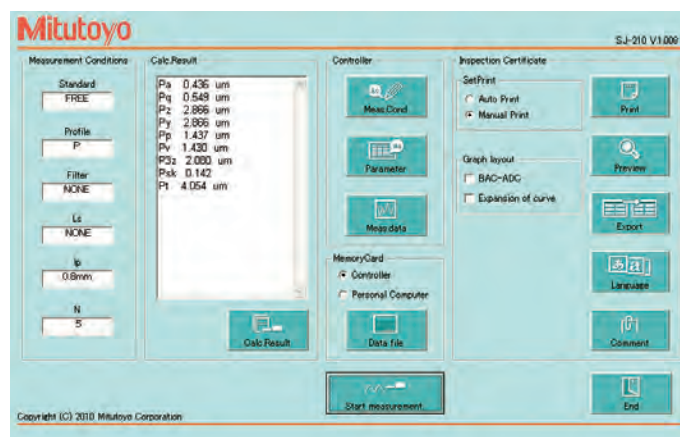 Mitutoyo
SJ-210 V1.000
Measurement Conditions
Standard
FREE
Profile
P
Filter
NONE
Ls
NONE
lp
0.8mm
N
5
Calc.Result
Pa 0.436 um
Pq 0.549 um
Pz 2.866 um
Py 2.866 um
Pp 1.437 um
Pv 1.430 um
P3z 2.080 um
Psk 0.142
Pt 4.054 um
Calc.Result
Controller
Meas.Cond
Parameter
Meas.data
MemoryCard
Controller
Personal Computer
Data file
Start measurement
Inspection Certificate
SetPrint
Auto Print
Manual Print
Graph layout
BAC-ADC
Expansion of curve
Print
Preview
Export
あ a
Language
Comment
End
Copyright (C) 2010 Mitutoyo Corporation